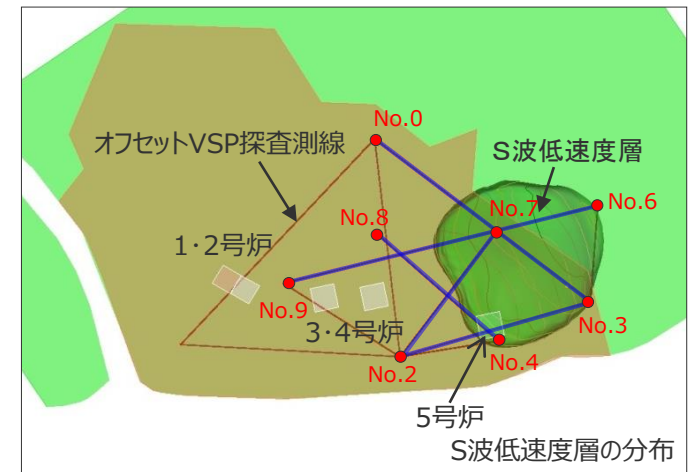 No.0
オフセットVSP探査測線
S波低速度層
No.6
No.7
No.8
1・2号炉
No.9
No.3
3・4号炉
No.4
No.2
5号炉
S波低速度層の分布